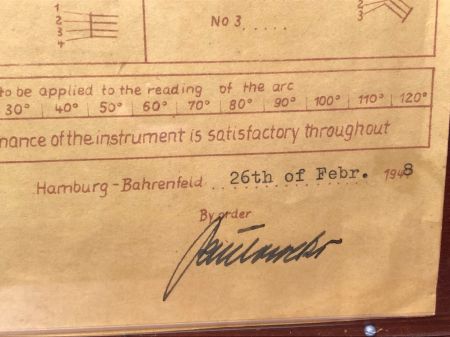 1
2
3
4
No 3 .....
2
3
to be applied to the reading of the arc
30° | 40° | 50° | 60° | 70° | 80° | 90° | 100° | 110° | 120°
mance of the instrument is satisfactory throughout
Hamburg-Bahrenfeld .. 26th of Febr. 1948
By order